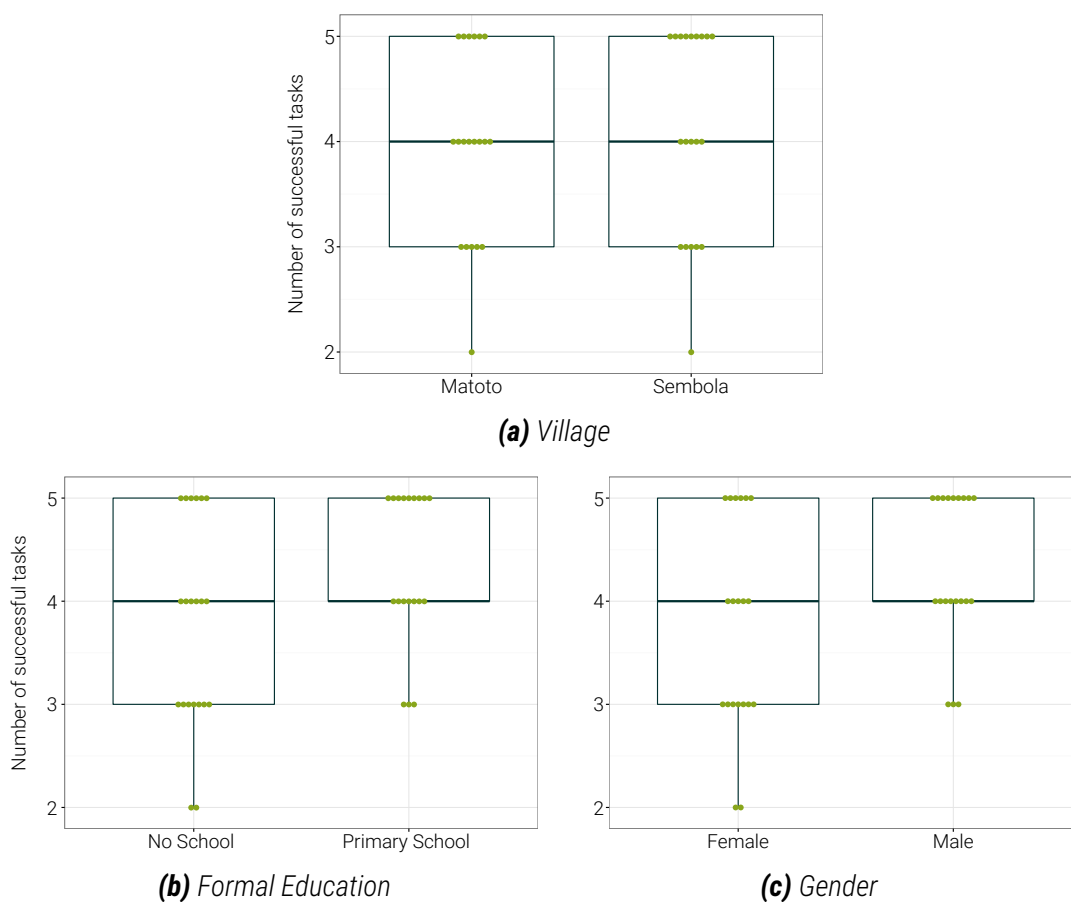 Number of successful tasks
5
4
3
2
Matoto Sembola
(a) Village
Number of successful tasks
5
4
3
2
No School Primary School
(b) Formal Education
5
4
3
2
Female Male
(c) Gender